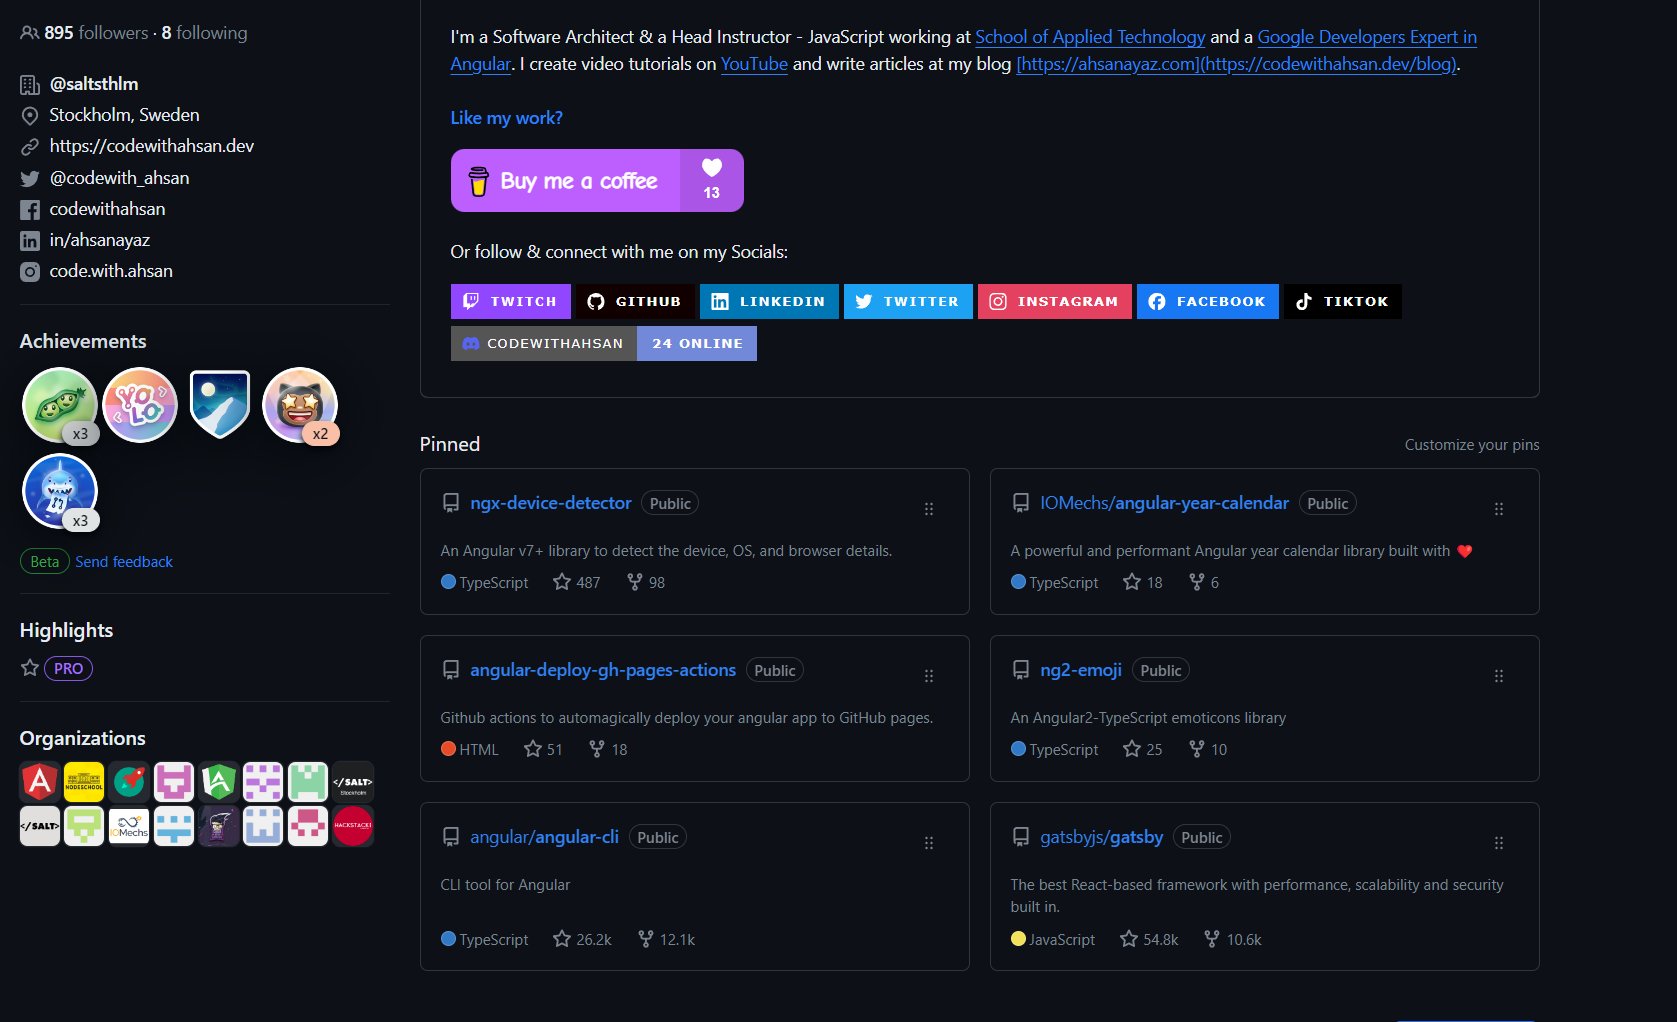 895 followers · 8 following
@saltsthlm
Stockholm, Sweden
https://codewithahsan.dev
@codewith_ahsan
codewithahsan
in/ahsanayaz
code.with.ahsan
Achievements
x3
YOLO
x2
x3
Beta Send feedback
Highlights
PRO
Organizations
NODESCHOOL
</SALT>
Stockholm
</SALT>
IOMechs
HACKSTACK
I'm a Software Architect & a Head Instructor - JavaScript working at School of Applied Technology and a Google Developers Expert in
Angular. I create video tutorials on YouTube and write articles at my blog [https://ahsanayaz.com](https://codewithahsan.dev/blog).
Like my work?
Buy me a coffee
13
Or follow & connect with me on my Socials:
TWITCH GITHUB LINKEDIN TWITTER INSTAGRAM FACEBOOK TIKTOK
CODEWITHAHSAN 24 ONLINE
Pinned
Customize your pins
ngx-device-detector Public
An Angular v7+ library to detect the device, OS, and browser details.
TypeScript 487 98
IOMechs/angular-year-calendar Public
A powerful and performant Angular year calendar library built with ❤️
TypeScript 18 6
angular-deploy-gh-pages-actions Public
Github actions to automagically deploy your angular app to GitHub pages.
HTML 51 18
ng2-emoji Public
An Angular2-TypeScript emoticons library
TypeScript 25 10
angular/angular-cli Public
CLI tool for Angular
TypeScript 26.2k 12.1k
gatsbyjs/gatsby Public
The best React-based framework with performance, scalability and security
built in.
JavaScript 54.8k 10.6k